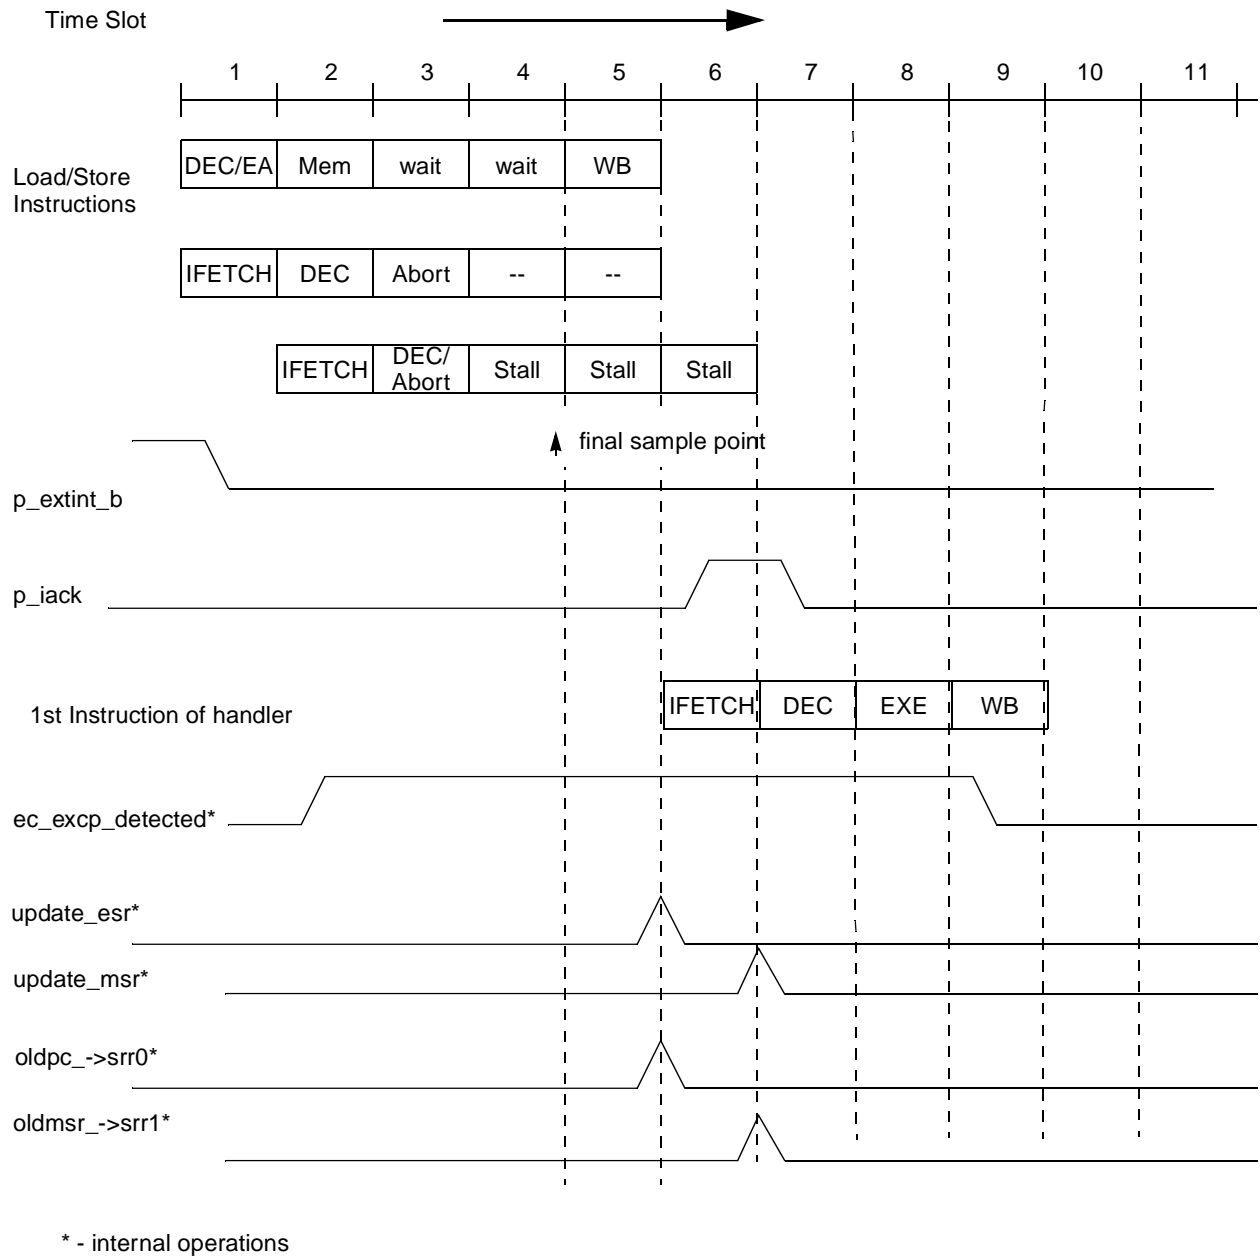 Time Slot
1 2 3 4 5 6 7 8 9 10 11
Load/Store
Instructions
DEC/EA Mem wait wait WB
IFETCH DEC Abort -- --
IFETCH DEC/
Abort Stall Stall Stall
final sample point
p_extint_b
p_iack
1st Instruction of handler
IFETCH DEC EXE WB
ec_excp_detected*
update_esr*
update_msr*
oldpc_->srr0*
oldmsr_->srr1*
* - internal operations